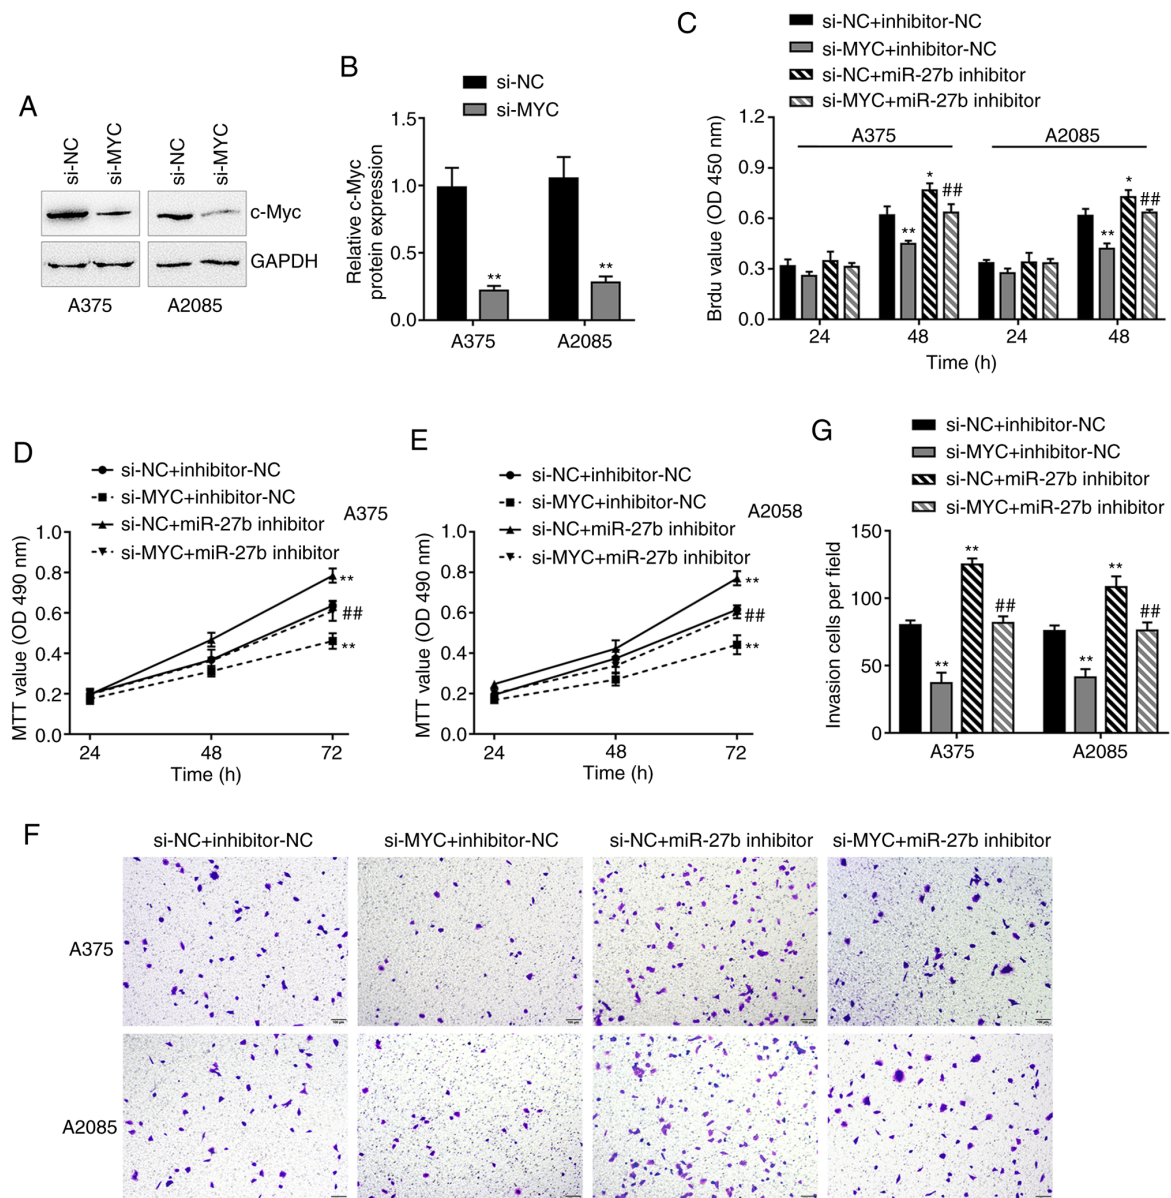 A
si-NC
si-MYC
si-NC
si-MYC
c-Myc
GAPDH
A375
A2085
B
si-NC
si-MYC
Relative c-Myc
protein expression
1.5
1.0
0.5
0.0
**
**
A375
A2085
C
si-NC+inhibitor-NC
si-MYC+inhibitor-NC
si-NC+miR-27b inhibitor
si-MYC+miR-27b inhibitor
Brdu value (OD 450 nm)
1.2
0.9
0.6
0.3
0.0
A375
A2085
**
*
##
**
*
##
24
48
24
48
Time (h)
D
si-NC+inhibitor-NC
si-MYC+inhibitor-NC
si-NC+miR-27b inhibitor
si-MYC+miR-27b inhibitor
A375
MTT value (OD 490 nm)
1.0
0.8
0.6
0.4
0.2
0.0
**
##
**
24
48
72
Time (h)
E
si-NC+inhibitor-NC
si-MYC+inhibitor-NC
si-NC+miR-27b inhibitor
si-MYC+miR-27b inhibitor
A2058
MTT value (OD 490 nm)
1.0
0.8
0.6
0.4
0.2
0.0
**
##
**
24
48
72
Time (h)
G
si-NC+inhibitor-NC
si-MYC+inhibitor-NC
si-NC+miR-27b inhibitor
si-MYC+miR-27b inhibitor
Invasion cells per field
150
100
50
0
**
**
##
**
**
##
A375
A2085
F
si-NC+inhibitor-NC
si-MYC+inhibitor-NC
si-NC+miR-27b inhibitor
si-MYC+miR-27b inhibitor
A375
A2085